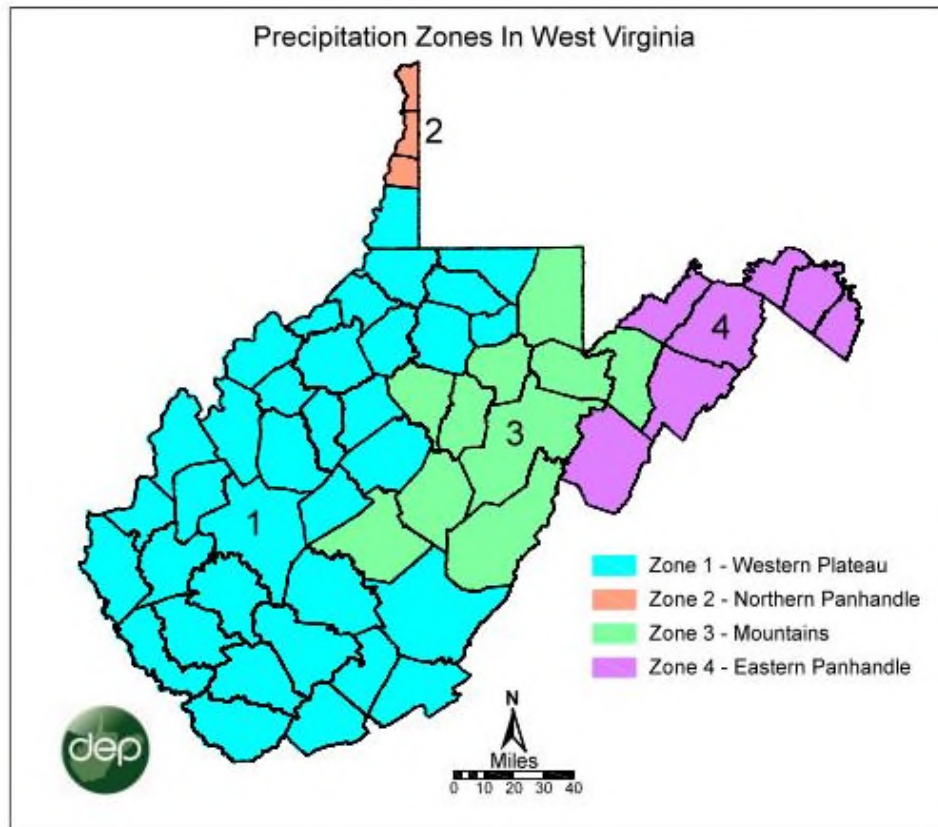 Precipitation Zones In West Virginia
2
4
3
1
Zone 1 - Western Plateau
Zone 2 - Northern Panhandle
Zone 3 - Mountains
Zone 4 - Eastern Panhandle
dep
N
Miles
0 10 20 30 40